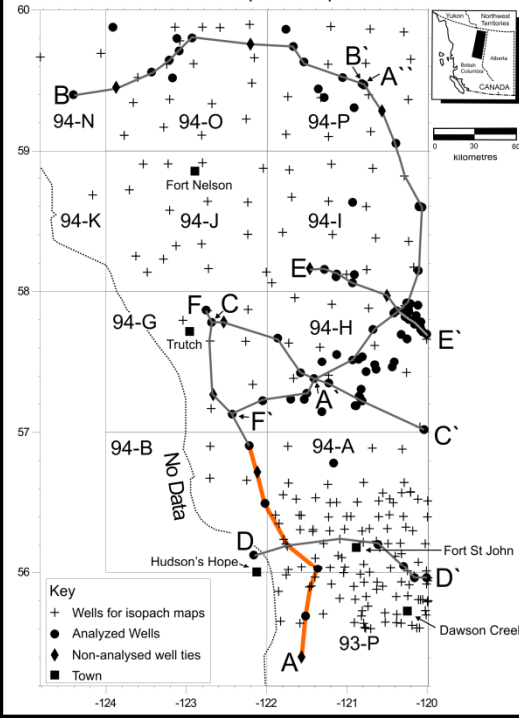 60
59
58
57
56
-124
-123
-122
-121
-120
Yukon
Northwest
Territories
British
Columbia
Alberta
CANADA
0 30 60
kilometres
B
B`
A``
94-N
94-O
94-P
Fort Nelson
94-K
94-J
94-I
E
F
C
94-G
94-H
Trutch
E`
A`
F`
C`
94-B
94-A
No Data
D
Hudson's Hope
Fort St John
D`
Dawson Creek
93-P
A
Key
Wells for isopach maps
Analyzed Wells
Non-analysed well ties
Town